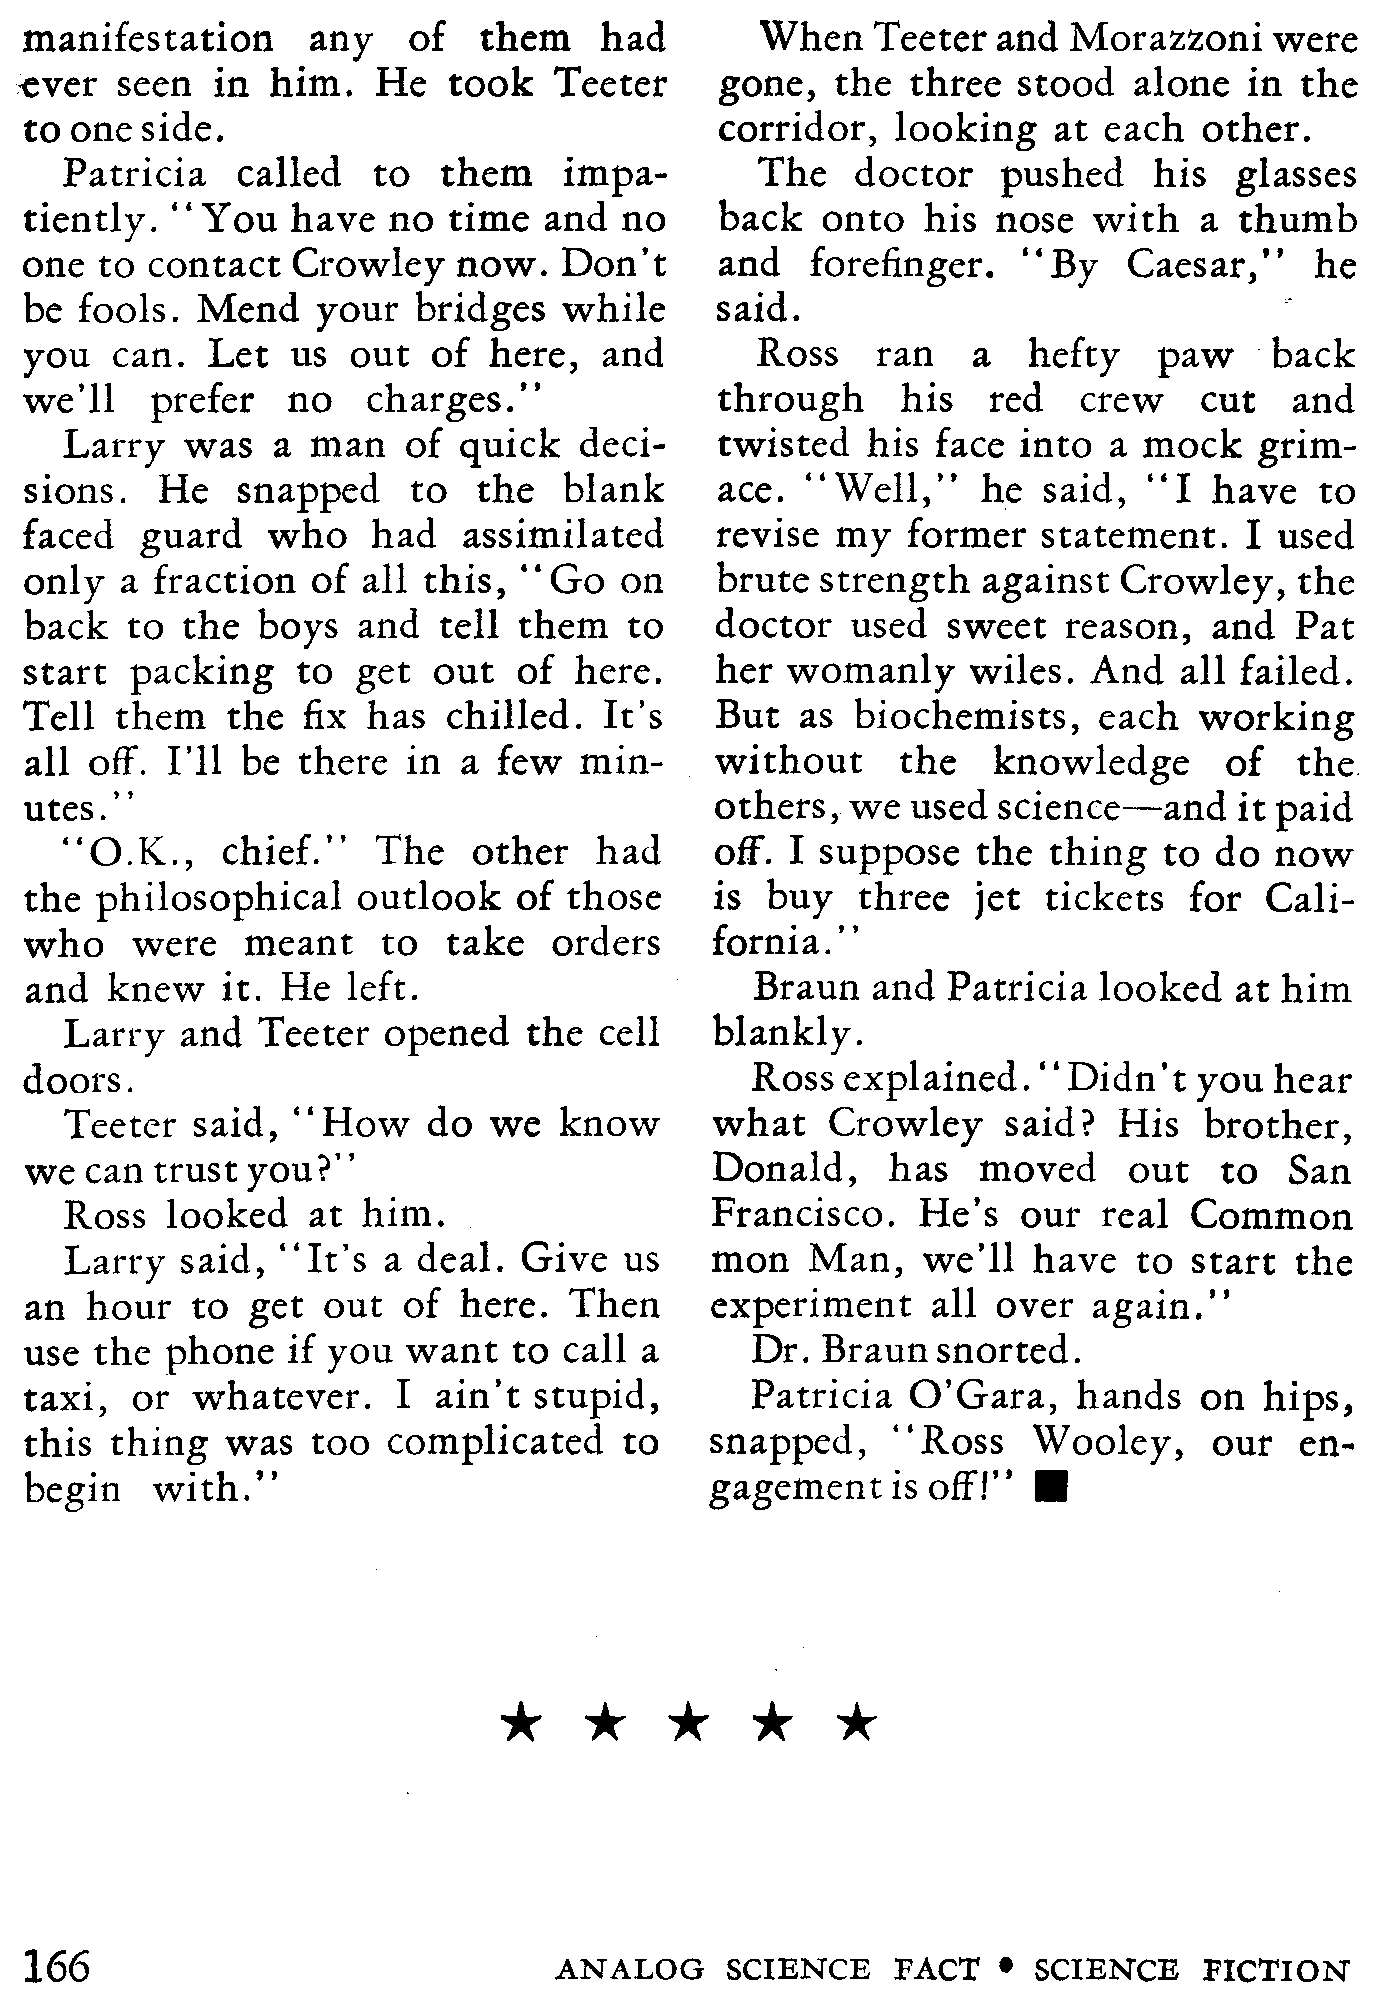 manifestation any of them had
ever seen in him. He took Teeter
to one side.
Patricia called to them impa-
tiently. "You have no time and no
one to contact Crowley now. Don't
be fools. Mend your bridges while
you can. Let us out of here, and
we'll prefer no charges."
Larry was a man of quick deci-
sions. He snapped to the blank
faced guard who had assimilated
only a fraction of all this, "Go on
back to the boys and tell them to
start packing to get out of here.
Tell them the fix has chilled. It's
all off. I'll be there in a few min-
utes."
"O.K., chief." The other had
the philosophical outlook of those
who were meant to take orders
and knew it. He left.
Larry and Teeter opened the cell
doors.
Teeter said, "How do we know
we can trust you?"
Ross looked at him.
Larry said, "It's a deal. Give us
an hour to get out of here. Then
use the phone if you want to call a
taxi, or whatever. I ain't stupid,
this thing was too complicated to
begin with."
When Teeter and Morazzoni were
gone, the three stood alone in the
corridor, looking at each other.
The doctor pushed his glasses
back onto his nose with a thumb
and forefinger. "By Caesar," he
said.
Ross ran a hefty paw back
through his red crew cut and
twisted his face into a mock grim-
ace. "Well," he said, "I have to
revise my former statement. I used
brute strength against Crowley, the
doctor used sweet reason, and Pat
her womanly wiles. And all failed.
But as biochemists, each working
without the knowledge of the
others, we used science—and it paid
off. I suppose the thing to do now
is buy three jet tickets for Cali-
fornia."
Braun and Patricia looked at him
blankly.
Ross explained. "Didn't you hear
what Crowley said? His brother,
Donald, has moved out to San
Francisco. He's our real Common
mon Man, we'll have to start the
experiment all over again."
Dr. Braun snorted.
Patricia O'Gara, hands on hips,
snapped, "Ross Wooley, our en-
gagement is off!" ■
★ ★ ★ ★ ★
166
ANALOG SCIENCE FACT • SCIENCE FICTION